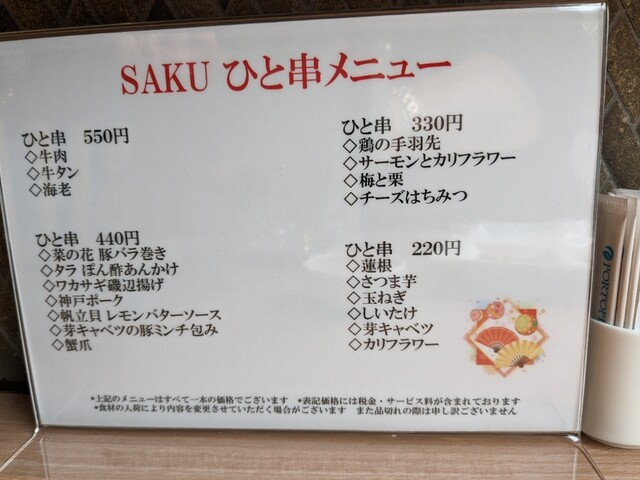 SAKU ひと串メニュー
ひと串 550円
◇牛肉
◇牛タン
◇海老
ひと串 440円
◇菜の花 豚バラ巻き
◇タラ ぽん酢あんかけ
◇ワカサギ磯辺揚げ
◇神戸ポーク
◇帆立貝 レモンバターソース
◇芽キャベツの豚ミンチ包み
◇蟹爪
ひと串 330円
◇鶏の手羽先
◇サーモンとカリフラワー
◇梅と栗
◇チーズはちみつ
ひと串 220円
◇蓮根
◇さつま芋
◇玉ねぎ
◇しいたけ
◇芽キャベツ
◇カリフラワー
*上記のメニューはすべて一本の価格でございます *表記価格には税金・サービス料が含まれております
*食材の入荷により内容を変更させていただく場合がございます また品切れの際は申し訳ございません